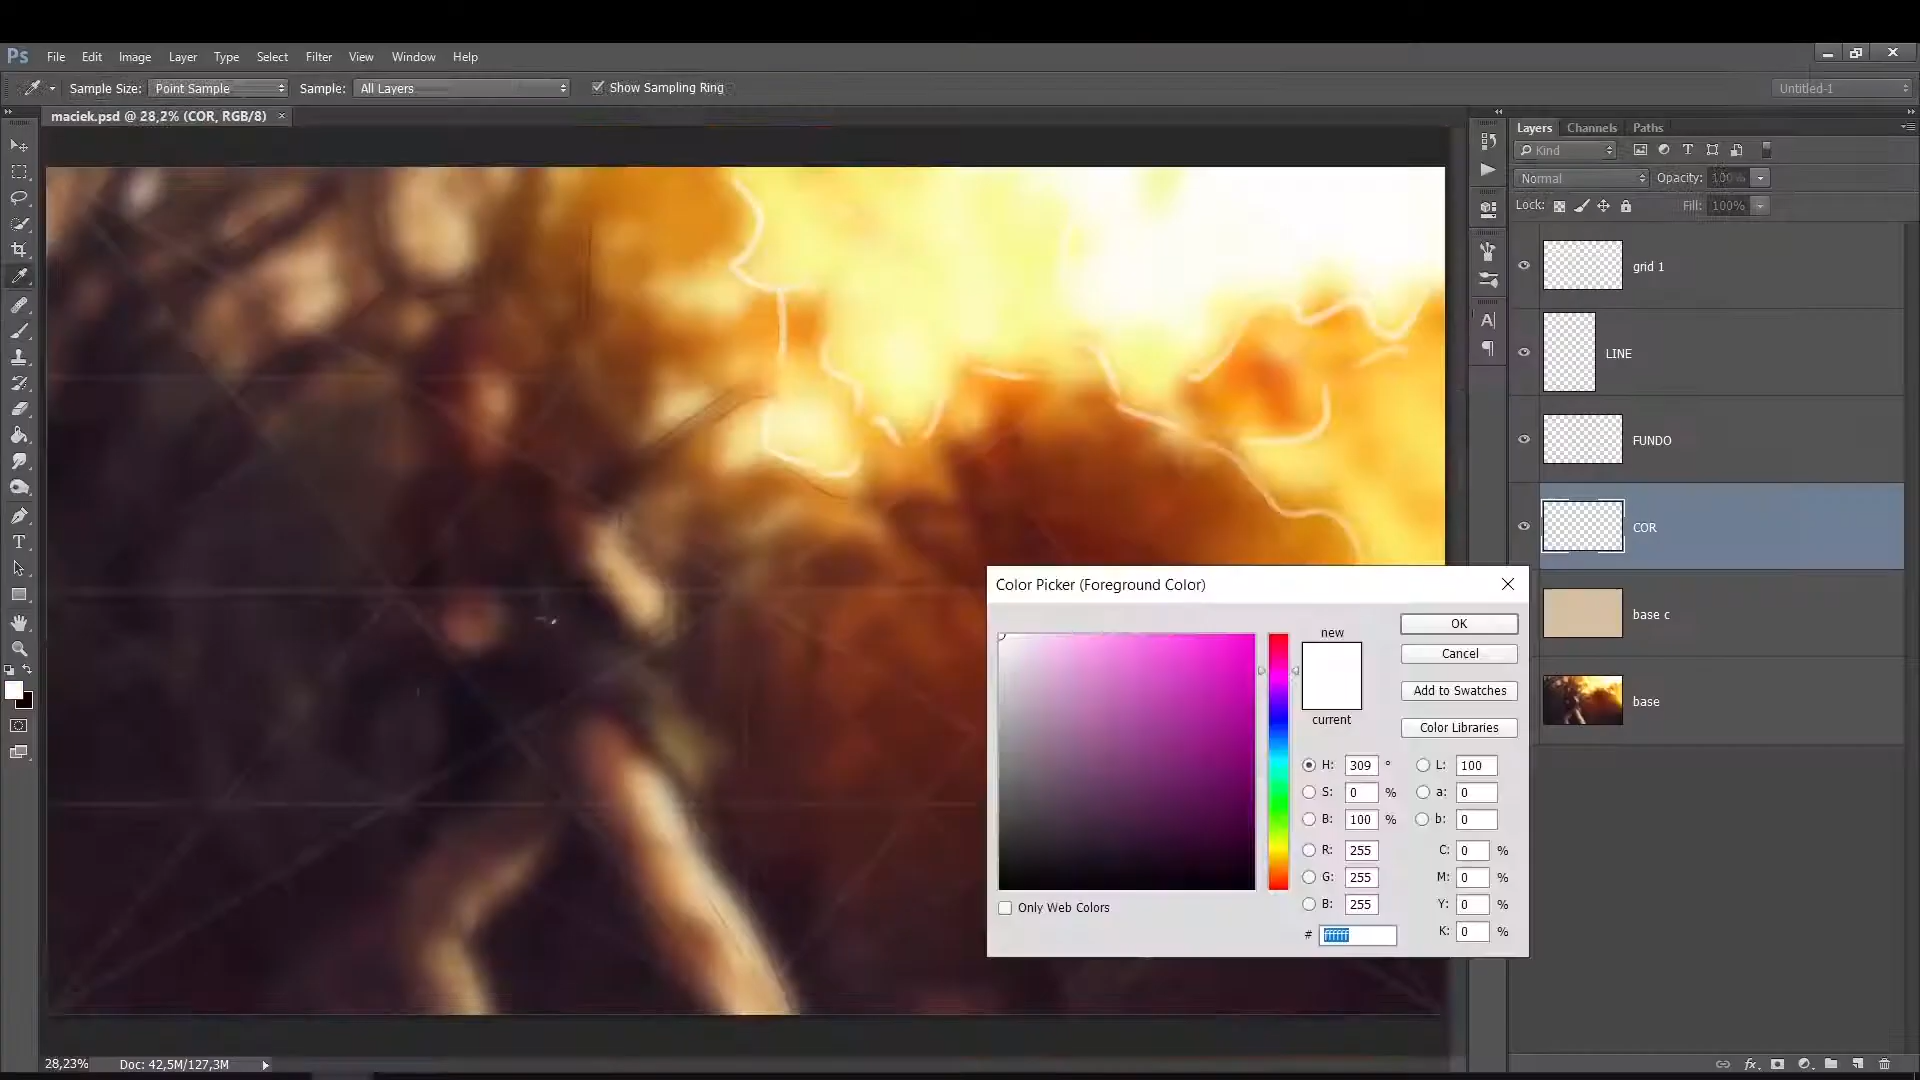 Ps File Edit Image Layer Type Select Filter View Window Help
Sample Size: Point Sample Sample: All Layers Show Sampling Ring Untitled-1
maciek.psd @ 28,2% (COR, RGB/8) ×
Layers Channels Paths
Kind
Normal Opacity: 100%
Lock: Fill: 100%
grid 1
LINE
FUNDO
COR
base c
base
Color Picker (Foreground Color)
new
current
OK
Cancel
Add to Swatches
Color Libraries
H: 309 ° L: 100
S: 0 % a: 0
B: 100 % b: 0
R: 255 C: 0 %
G: 255 M: 0 %
B: 255 Y: 0 %
# ffffff K: 0 %
Only Web Colors
28,23% Doc: 42,5M/127,3M